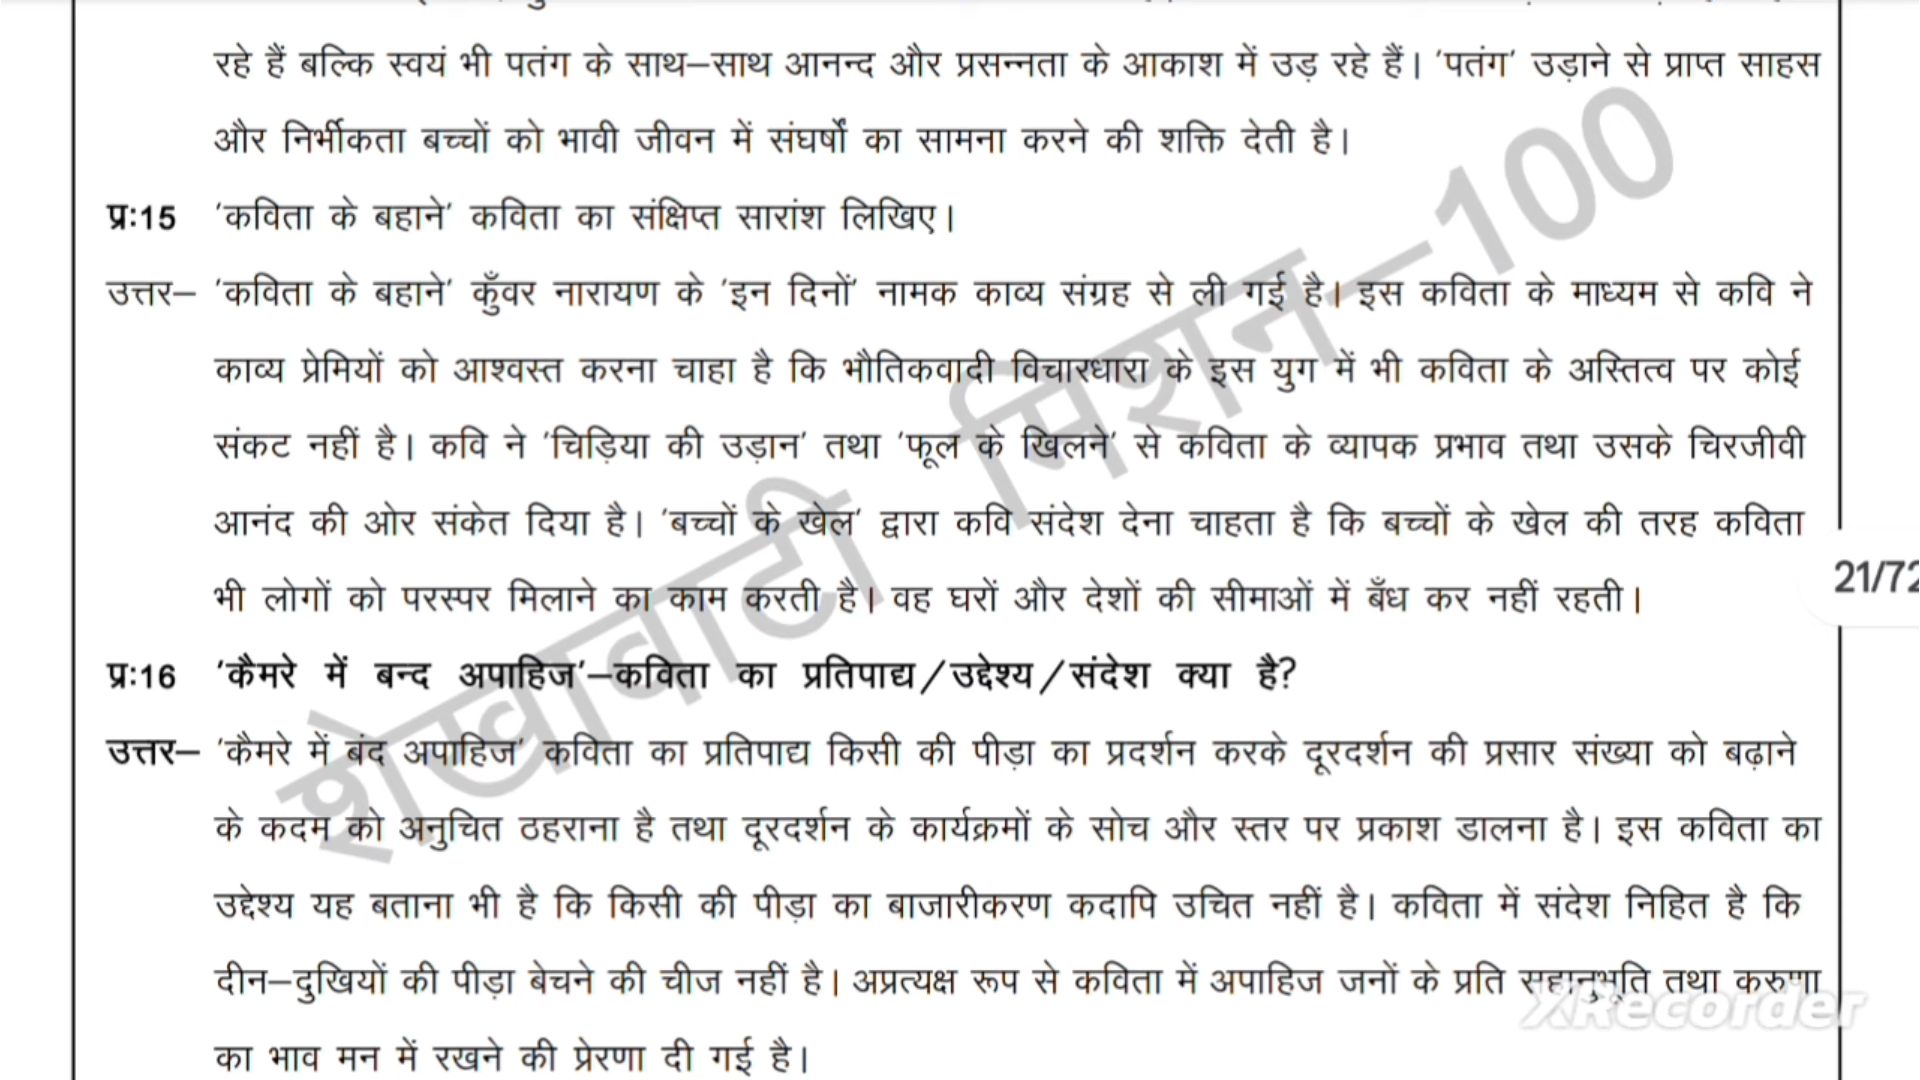 रहे हैं बल्कि स्वयं भी पतंग के साथ–साथ आनन्द और प्रसन्नता के आकाश में उड़ रहे हैं। 'पतंग' उड़ाने से प्राप्त साहस
और निर्भीकता बच्चों को भावी जीवन में संघर्षों का सामना करने की शक्ति देती है।
प्र:15 'कविता के बहाने' कविता का संक्षिप्त सारांश लिखिए।
उत्तर– 'कविता के बहाने' कुँवर नारायण के 'इन दिनों' नामक काव्य संग्रह से ली गई है। इस कविता के माध्यम से कवि ने
काव्य प्रेमियों को आश्वस्त करना चाहा है कि भौतिकवादी विचारधारा के इस युग में भी कविता के अस्तित्व पर कोई
संकट नहीं है। कवि ने 'चिड़िया की उड़ान' तथा 'फूल के खिलने' से कविता के व्यापक प्रभाव तथा उसके चिरजीवी
आनंद की ओर संकेत दिया है। 'बच्चों के खेल' द्वारा कवि संदेश देना चाहता है कि बच्चों के खेल की तरह कविता
भी लोगों को परस्पर मिलाने का काम करती है। वह घरों और देशों की सीमाओं में बँध कर नहीं रहती।
21/72
प्र:16 'कैमरे में बन्द अपाहिज'–कविता का प्रतिपाद्य/उद्देश्य/संदेश क्या है?
उत्तर– 'कैमरे में बंद अपाहिज' कविता का प्रतिपाद्य किसी की पीड़ा का प्रदर्शन करके दूरदर्शन की प्रसार संख्या को बढ़ाने
के कदम को अनुचित ठहराना है तथा दूरदर्शन के कार्यक्रमों के सोच और स्तर पर प्रकाश डालना है। इस कविता का
उद्देश्य यह बताना भी है कि किसी की पीड़ा का बाजारीकरण कदापि उचित नहीं है। कविता में संदेश निहित है कि
दीन–दुखियों की पीड़ा बेचने की चीज नहीं है। अप्रत्यक्ष रूप से कविता में अपाहिज जनों के प्रति सहानुभूति तथा करुणा
का भाव मन में रखने की प्रेरणा दी गई है।
शेखावाटी मिशन–100
XRecorder